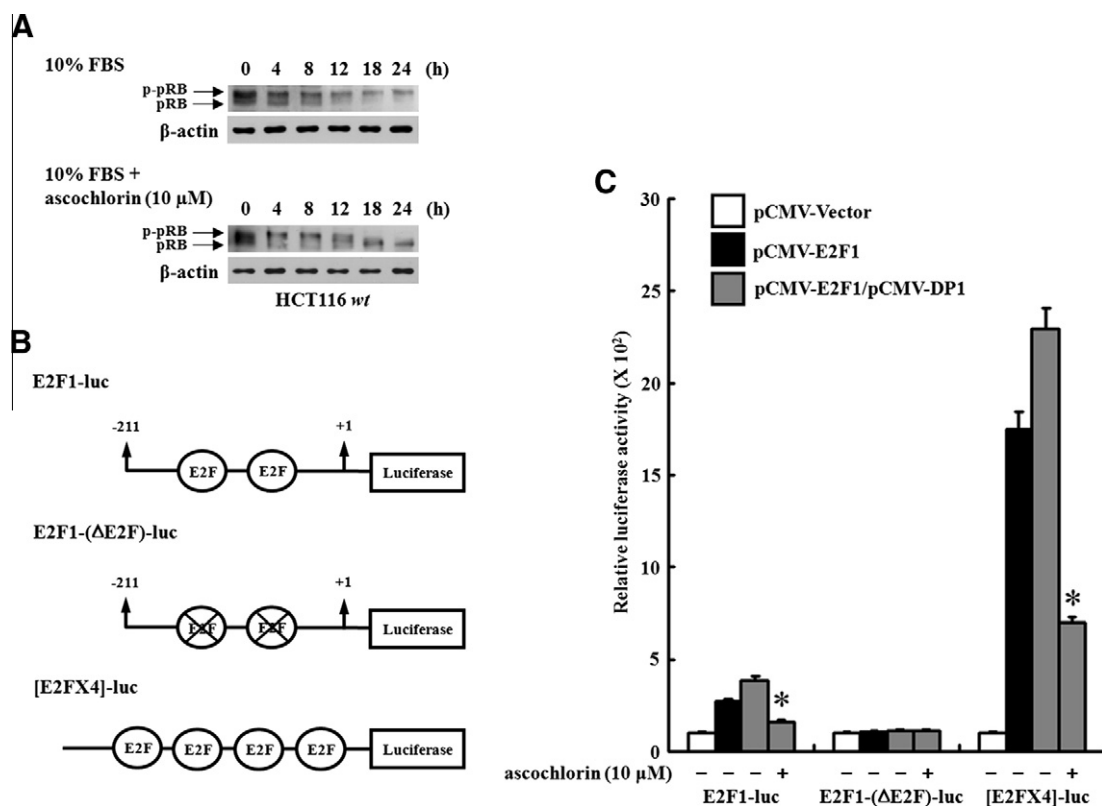 A
10% FBS
0 4 8 12 18 24 (h)
p-pRB
pRB
β-actin
10% FBS +
ascochlorin (10 μM)
0 4 8 12 18 24 (h)
p-pRB
pRB
β-actin
HCT116 wt
B
E2F1-luc
-211 +1
E2F E2F Luciferase
E2F1-(ΔE2F)-luc
-211 +1
E2F E2F Luciferase
[E2FX4]-luc
E2F E2F E2F E2F Luciferase
C
pCMV-Vector
pCMV-E2F1
pCMV-E2F1/pCMV-DP1
Relative luciferase activity (X 10²)
30
25
20
15
10
5
0
*
*
ascochlorin (10 μM) – – – + – – – + – – – +
E2F1-luc E2F1-(ΔE2F)-luc [E2FX4]-luc